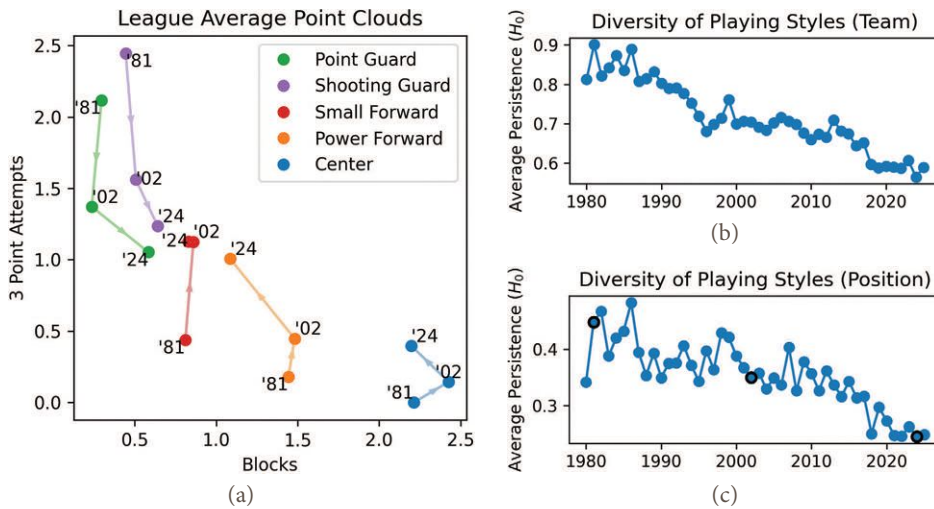 League Average Point Clouds
3 Point Attempts
2.5
2.0
1.5
1.0
0.5
0.0
Point Guard
Shooting Guard
Small Forward
Power Forward
Center
'81
'81
'02
'02
'24
'24
'24
'02
'24
'81
'02
'81
'24
'02
'81
0.5
1.0
1.5
2.0
2.5
Blocks
(a)
Diversity of Playing Styles (Team)
Average Persistence (H₀)
0.9
0.8
0.7
0.6
1980
1990
2000
2010
2020
(b)
Diversity of Playing Styles (Position)
Average Persistence (H₀)
0.4
0.3
1980
1990
2000
2010
2020
(c)